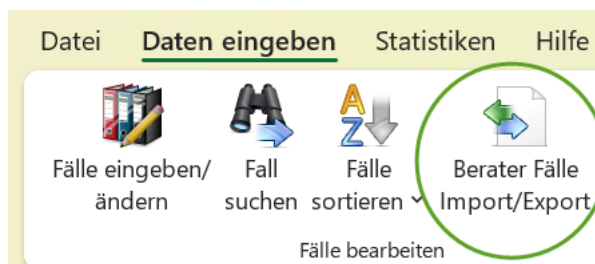 Datei Daten eingeben Statistiken Hilfe
Fälle eingeben/ Fall Fälle Berater Fälle
ändern suchen sortieren Import/Export
Fälle bearbeiten